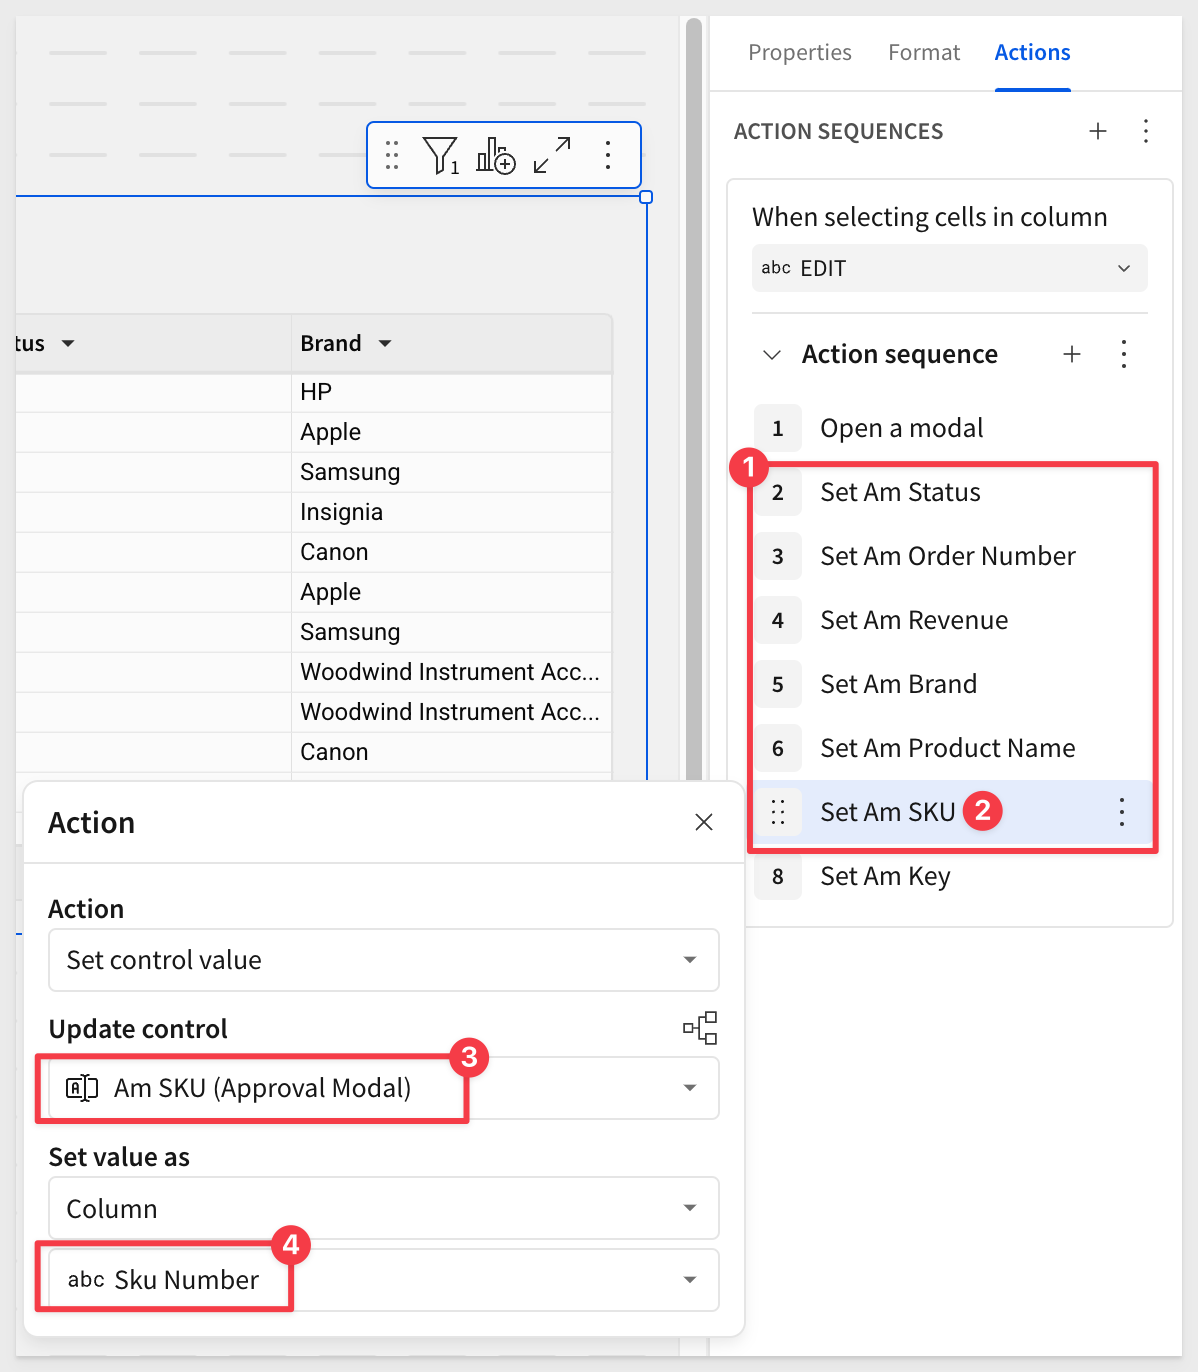 Properties Format Actions
ACTION SEQUENCES
1
When selecting cells in column
abc EDIT
tus Brand
Action sequence
HP
Apple
Samsung
Insignia
Canon
Apple
Samsung
Woodwind Instrument Acc...
Woodwind Instrument Acc...
Canon
1 Open a modal
1
2 Set Am Status
3 Set Am Order Number
4 Set Am Revenue
5 Set Am Brand
6 Set Am Product Name
Set Am SKU 2
8 Set Am Key
Action
Action
Set control value
Update control
3
Am SKU (Approval Modal)
Set value as
Column
4
abc Sku Number